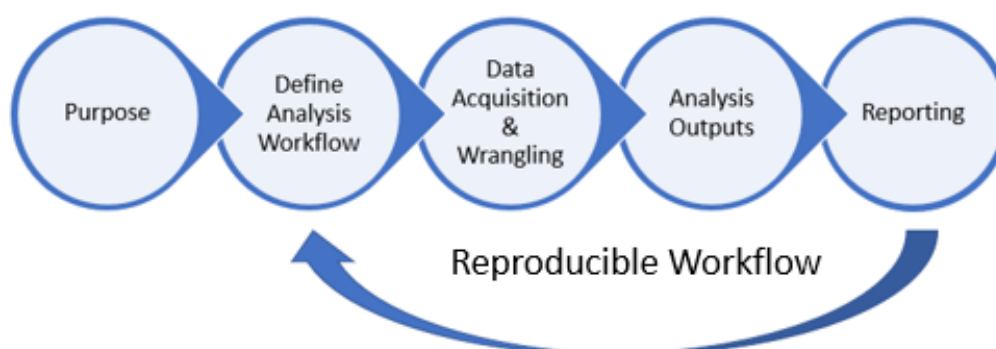 Purpose
Define
Analysis
Workflow
Data
Acquisition
&
Wrangling
Analysis
Outputs
Reporting
Reproducible Workflow